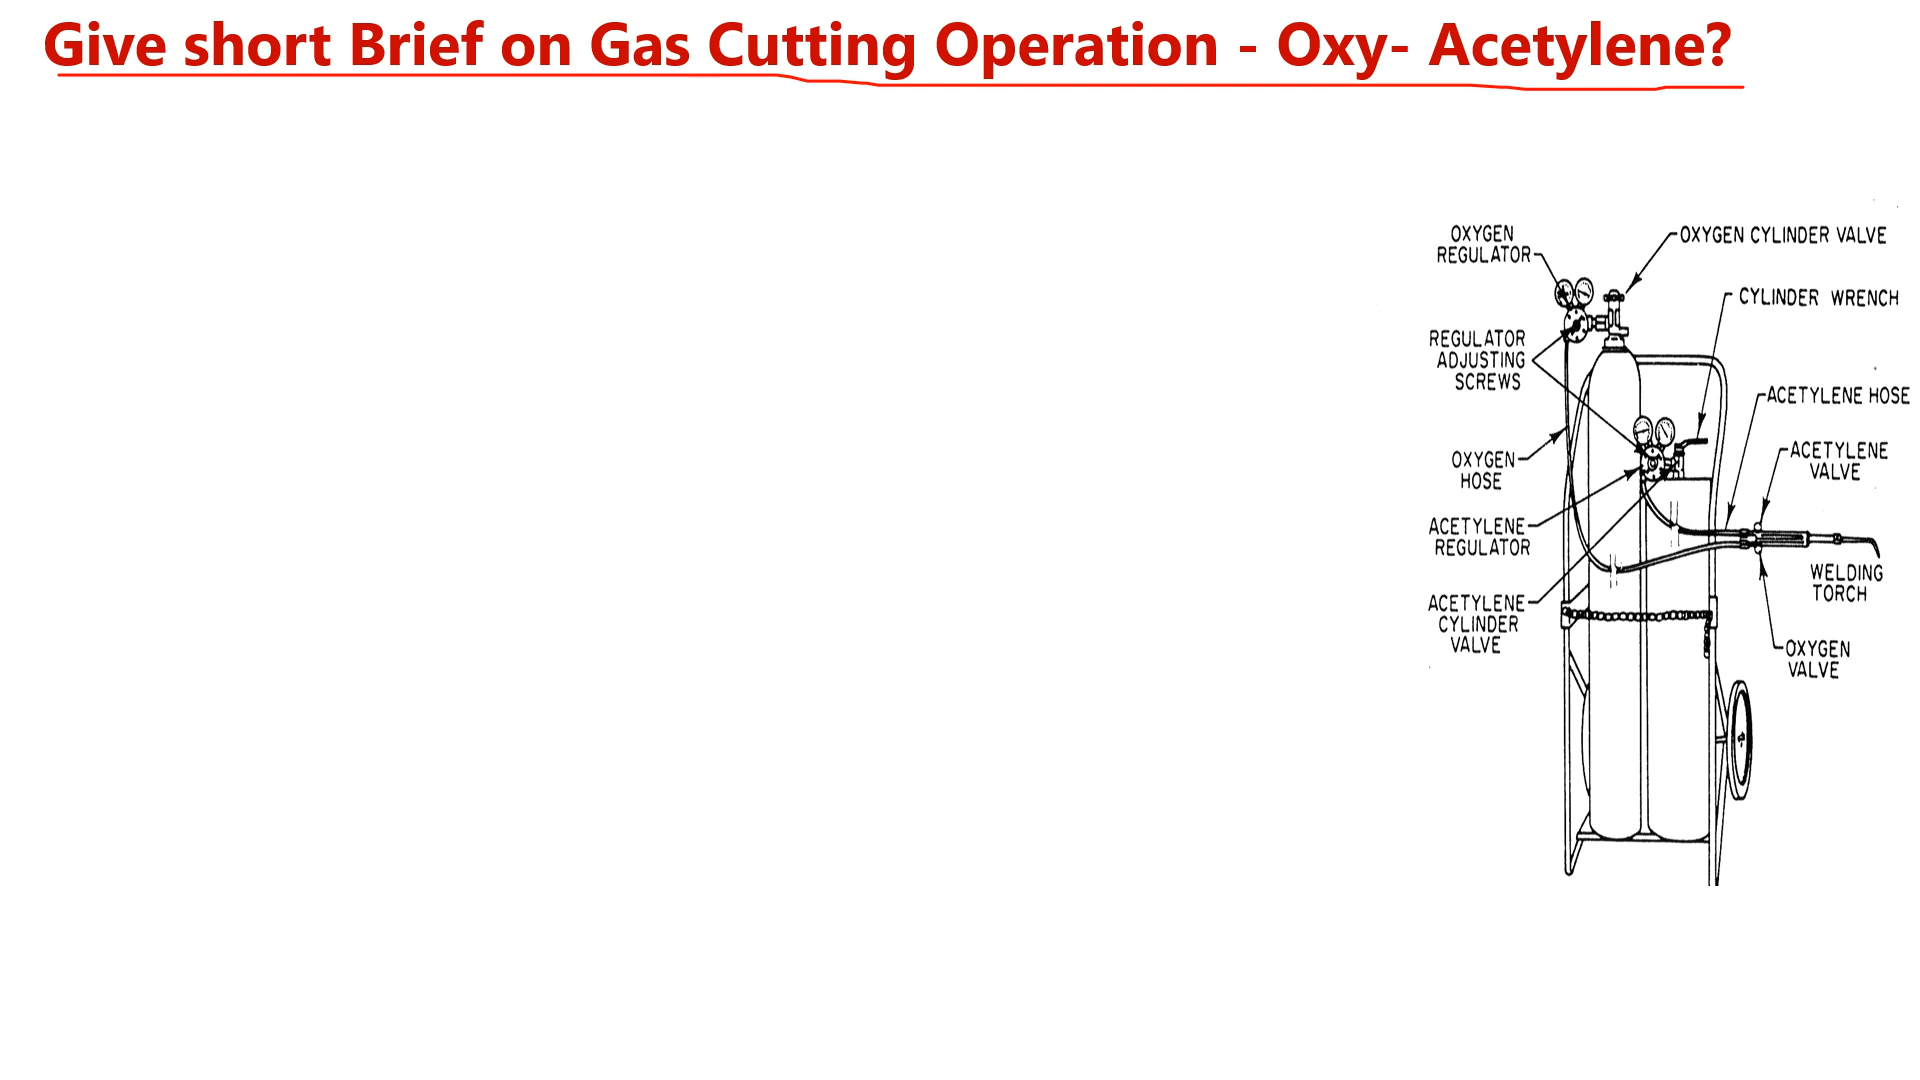 Give short Brief on Gas Cutting Operation - Oxy- Acetylene?
OXYGEN
REGULATOR
OXYGEN CYLINDER VALVE
CYLINDER WRENCH
REGULATOR
ADJUSTING
SCREWS
ACETYLENE HOSE
ACETYLENE
VALVE
OXYGEN
HOSE
ACETYLENE
REGULATOR
WELDING
TORCH
ACETYLENE
CYLINDER
VALVE
OXYGEN
VALVE